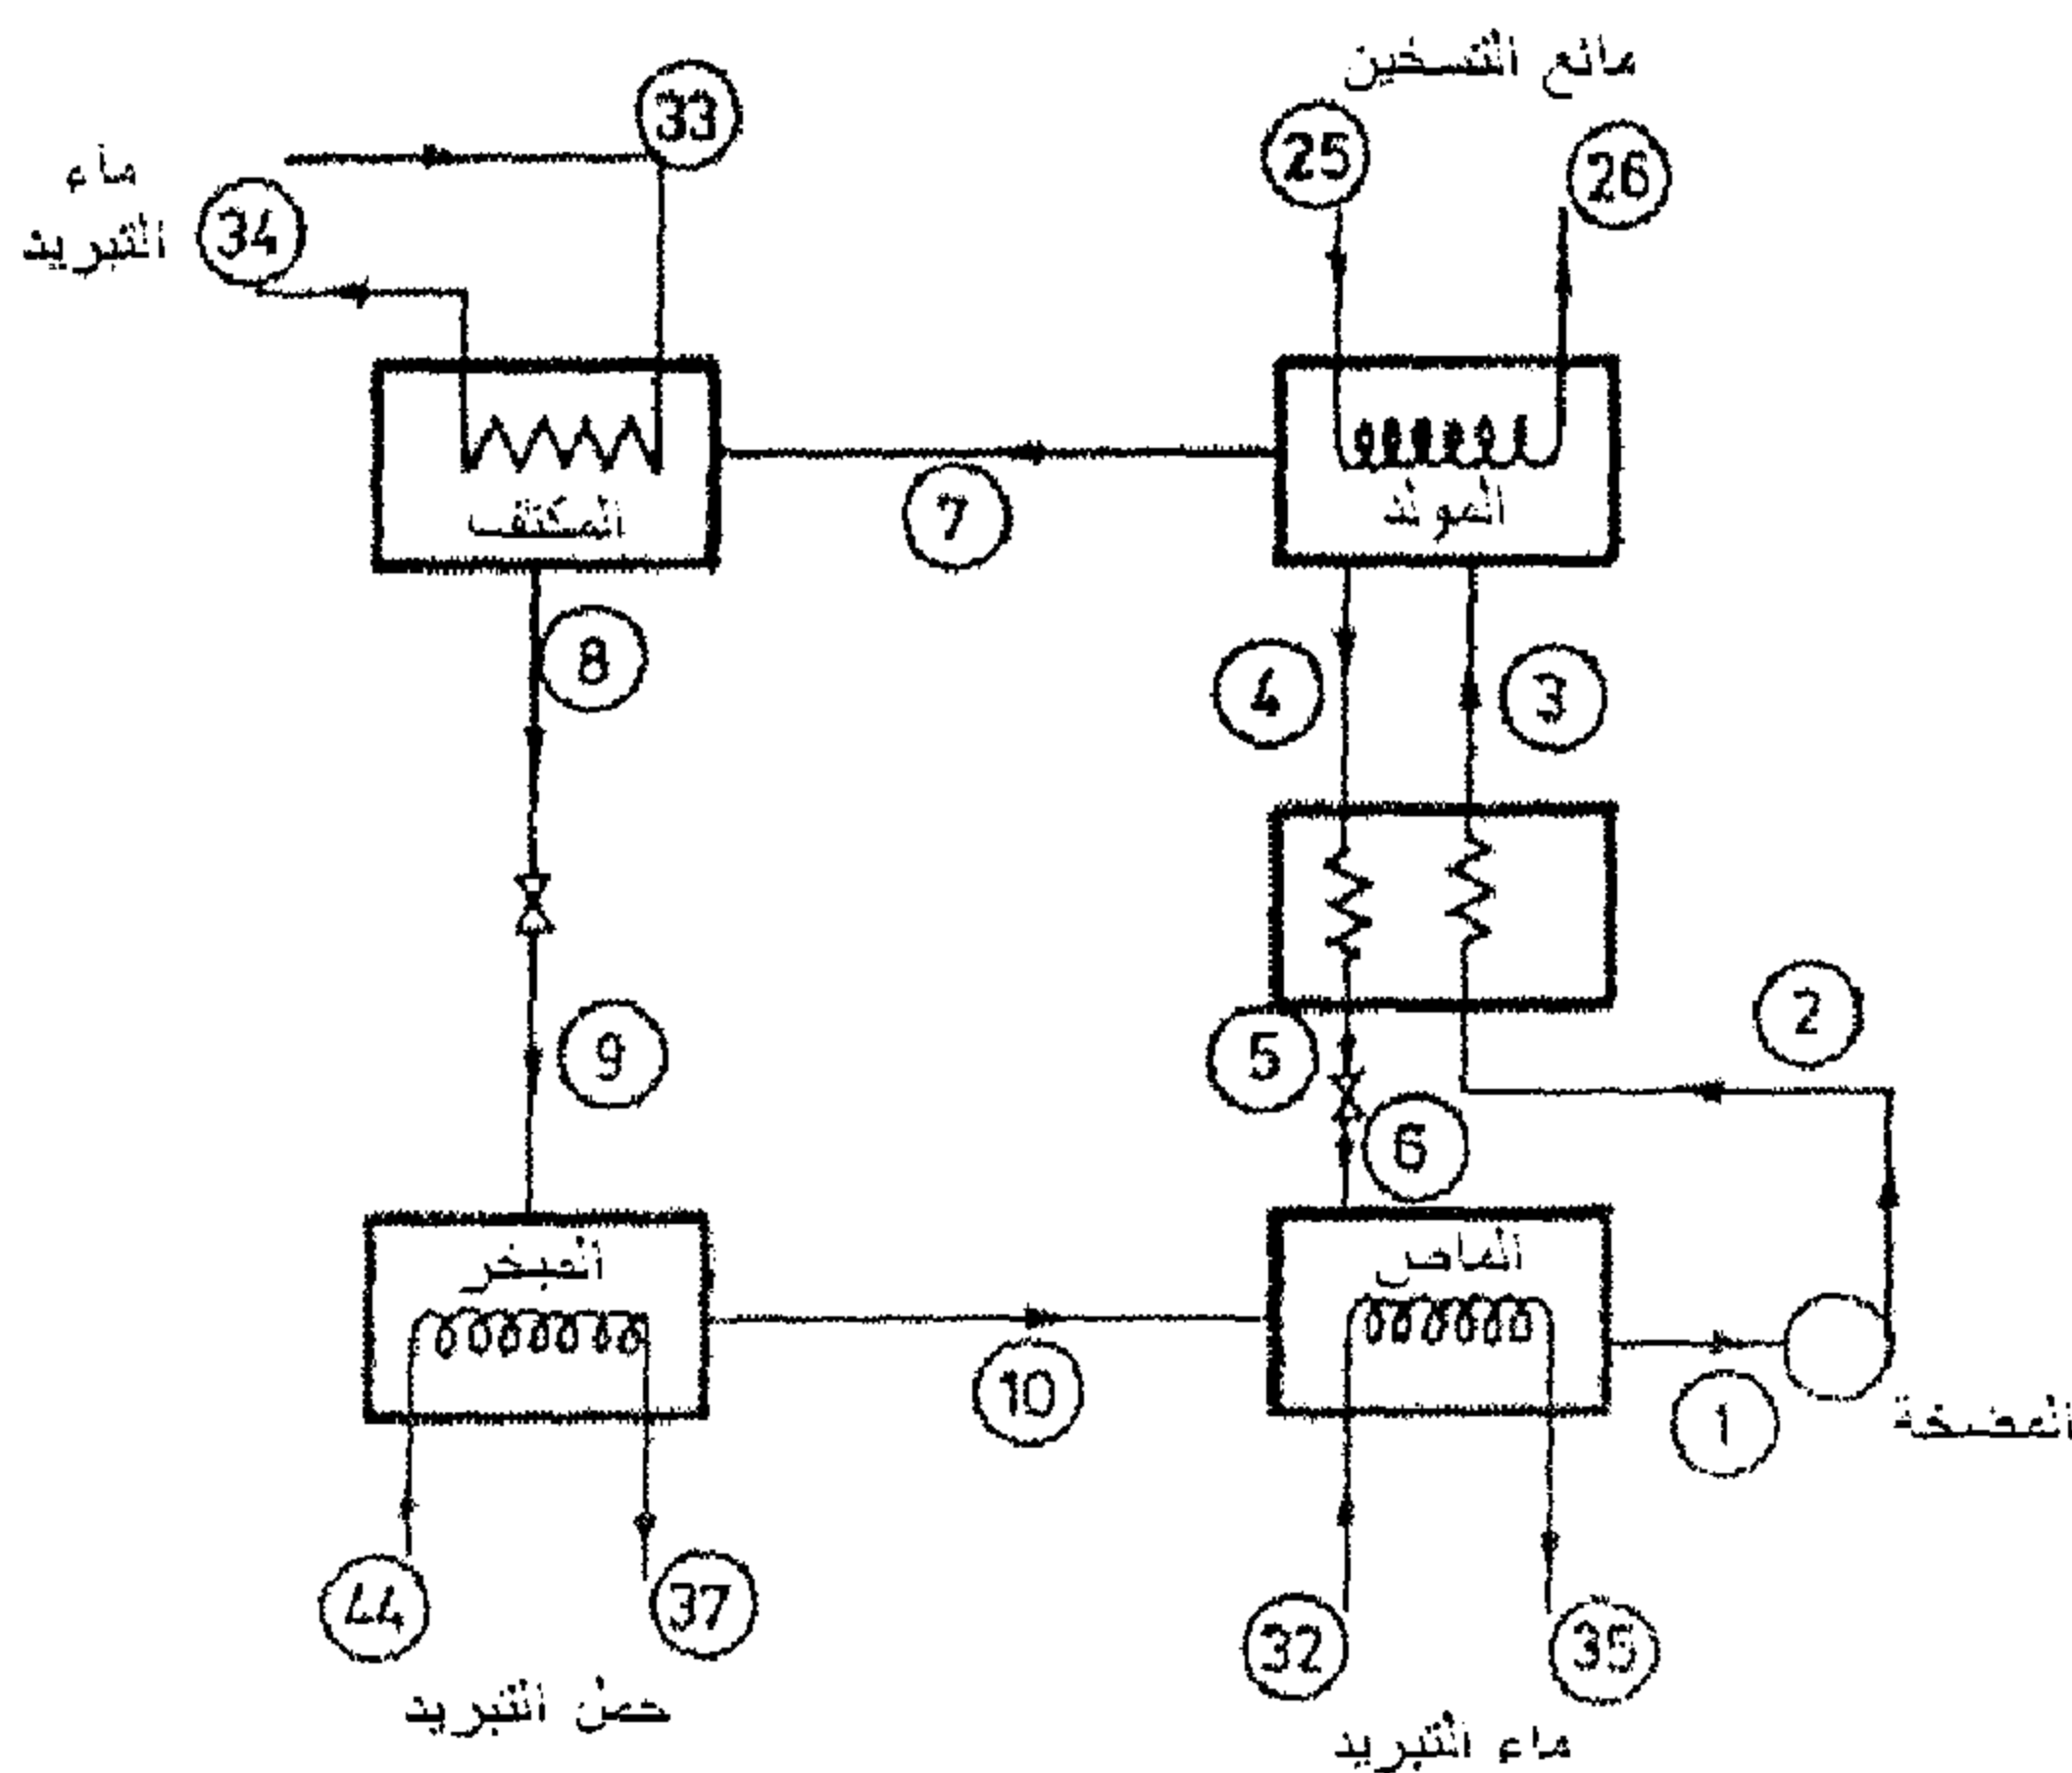 مائع التسخين
33
25
26
ماء
التبريد
34
المكثف
7
المولد
8
4
3
2
9
5
6
المبخر
الماص
10
1
المضخة
44
37
32
35
حمل التبريد
ماء التبريد